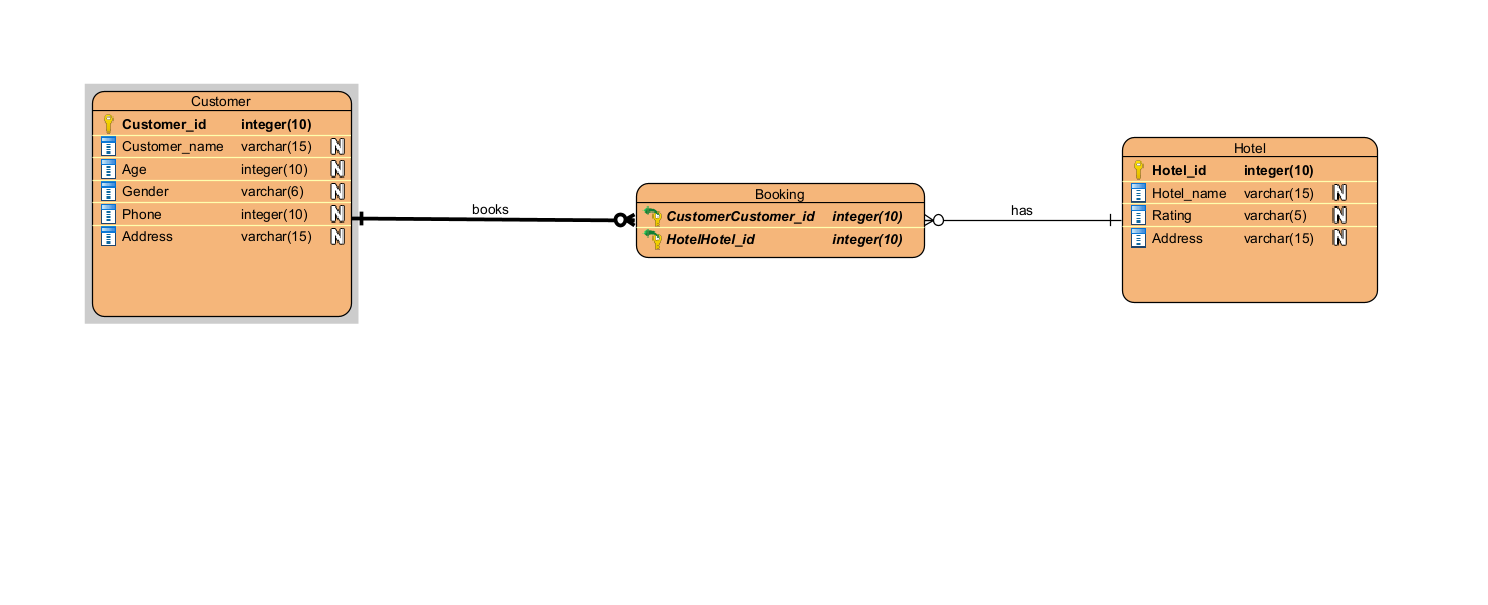 Customer
Customer_id integer(10)
Customer_name varchar(15) N
Age integer(10) N
Gender varchar(6) N
Phone integer(10) N
Address varchar(15) N
books
Booking
CustomerCustomer_id integer(10)
HotelHotel_id integer(10)
has
Hotel
Hotel_id integer(10)
Hotel_name varchar(15) N
Rating varchar(5) N
Address varchar(15) N